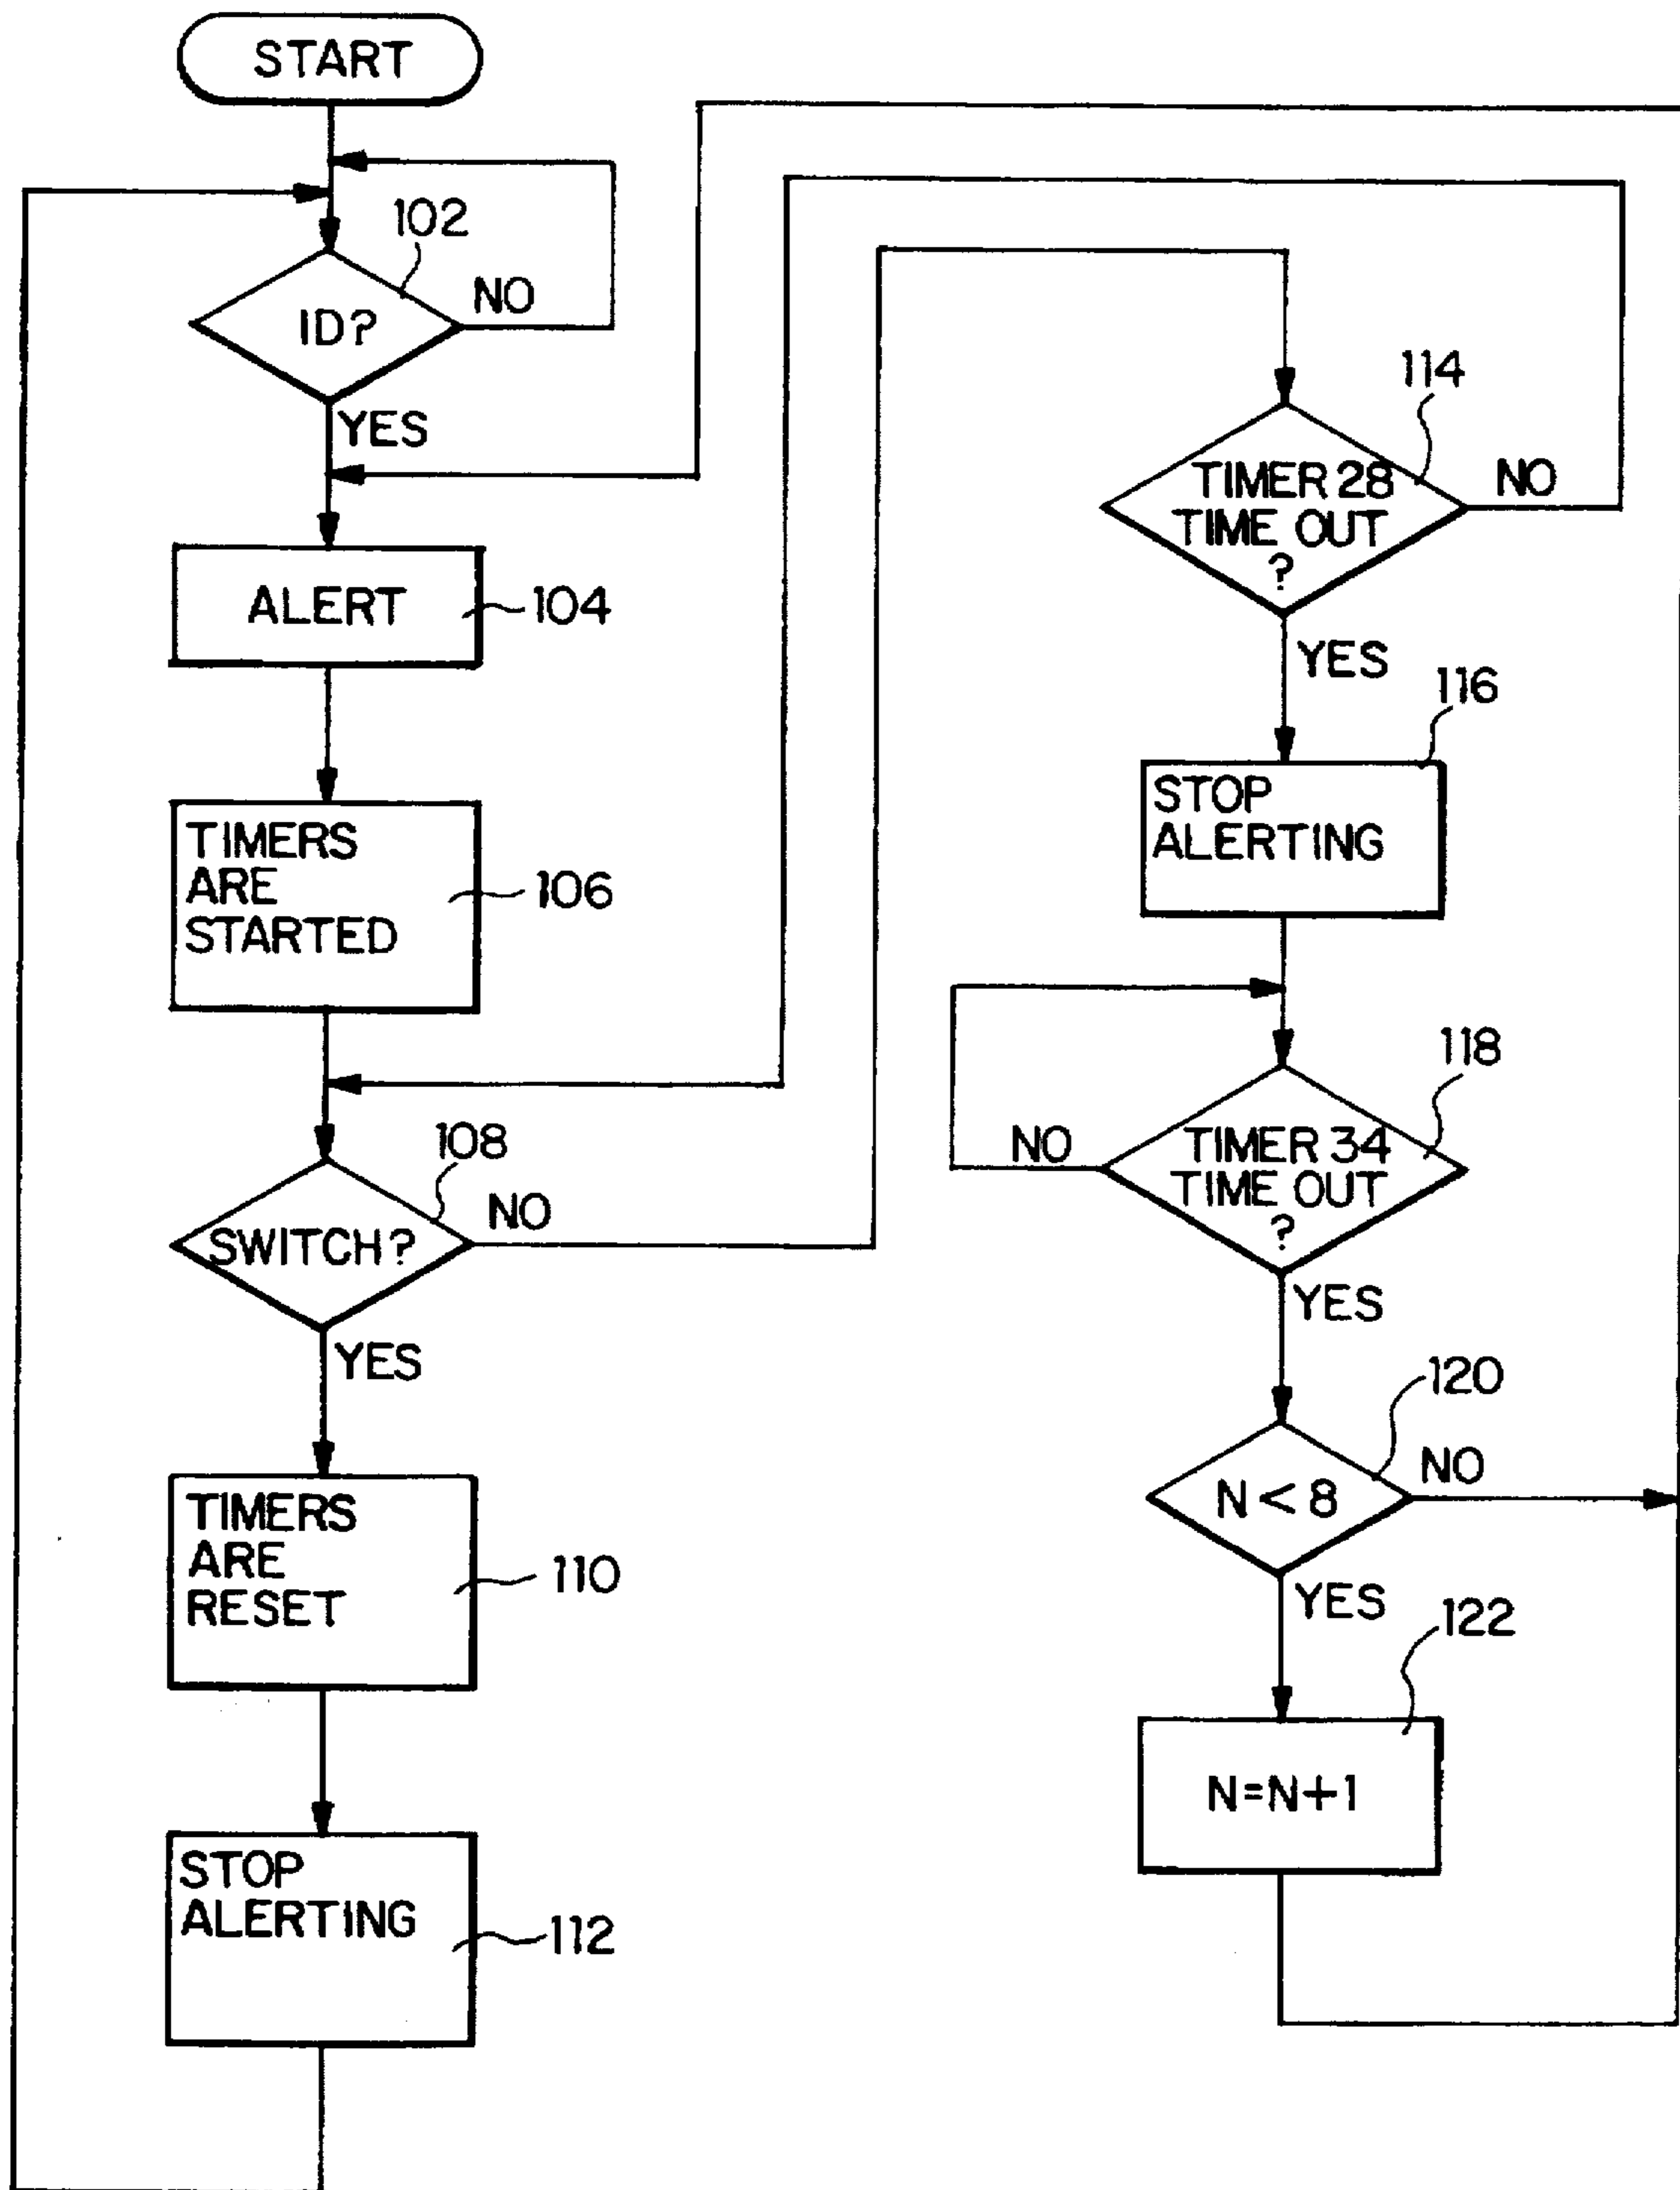 START
102
ID?
NO
YES
ALERT
104
TIMERS
ARE
STARTED
106
108
SWITCH?
NO
YES
TIMERS
ARE
RESET
110
STOP
ALERTING
112
114
TIMER 28
TIME OUT
?
NO
YES
116
STOP
ALERTING
118
TIMER 34
TIME OUT
?
NO
YES
120
N < 8
NO
YES
122
N=N+1